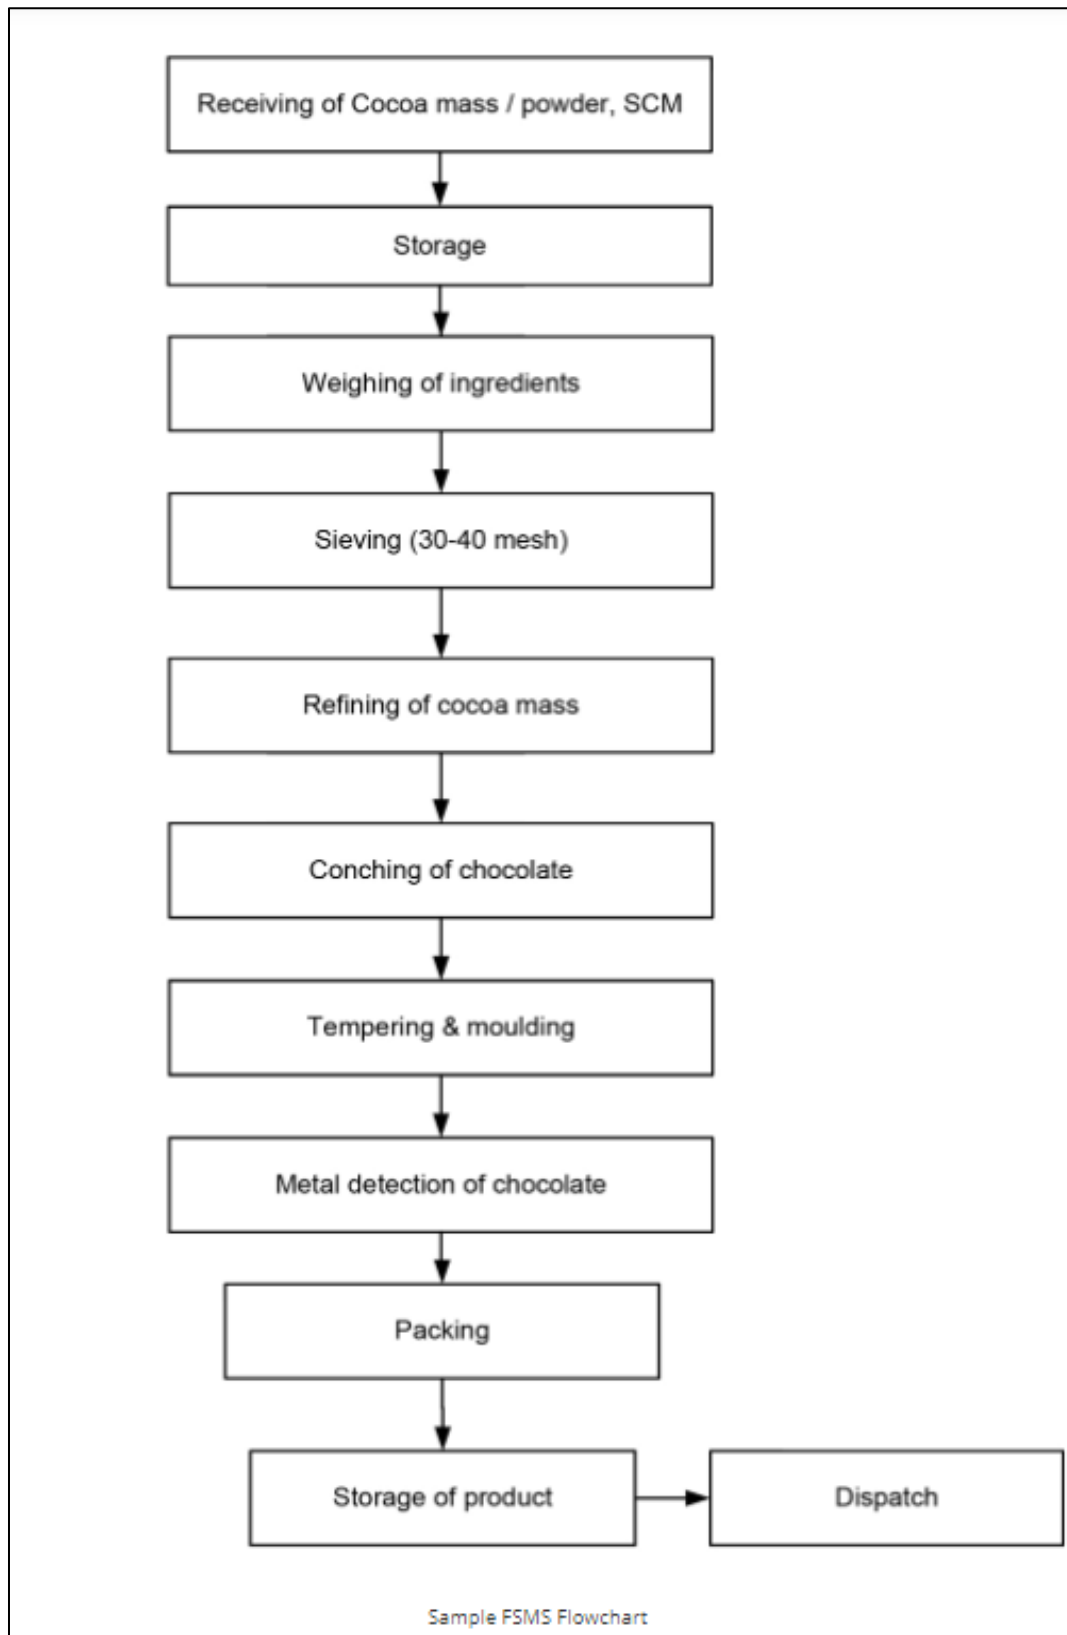 Receiving of Cocoa mass / powder, SCM
Storage
Weighing of ingredients
Sieving (30-40 mesh)
Refining of cocoa mass
Conching of chocolate
Tempering & moulding
Metal detection of chocolate
Packing
Storage of product
Dispatch
Sample FSMS Flowchart